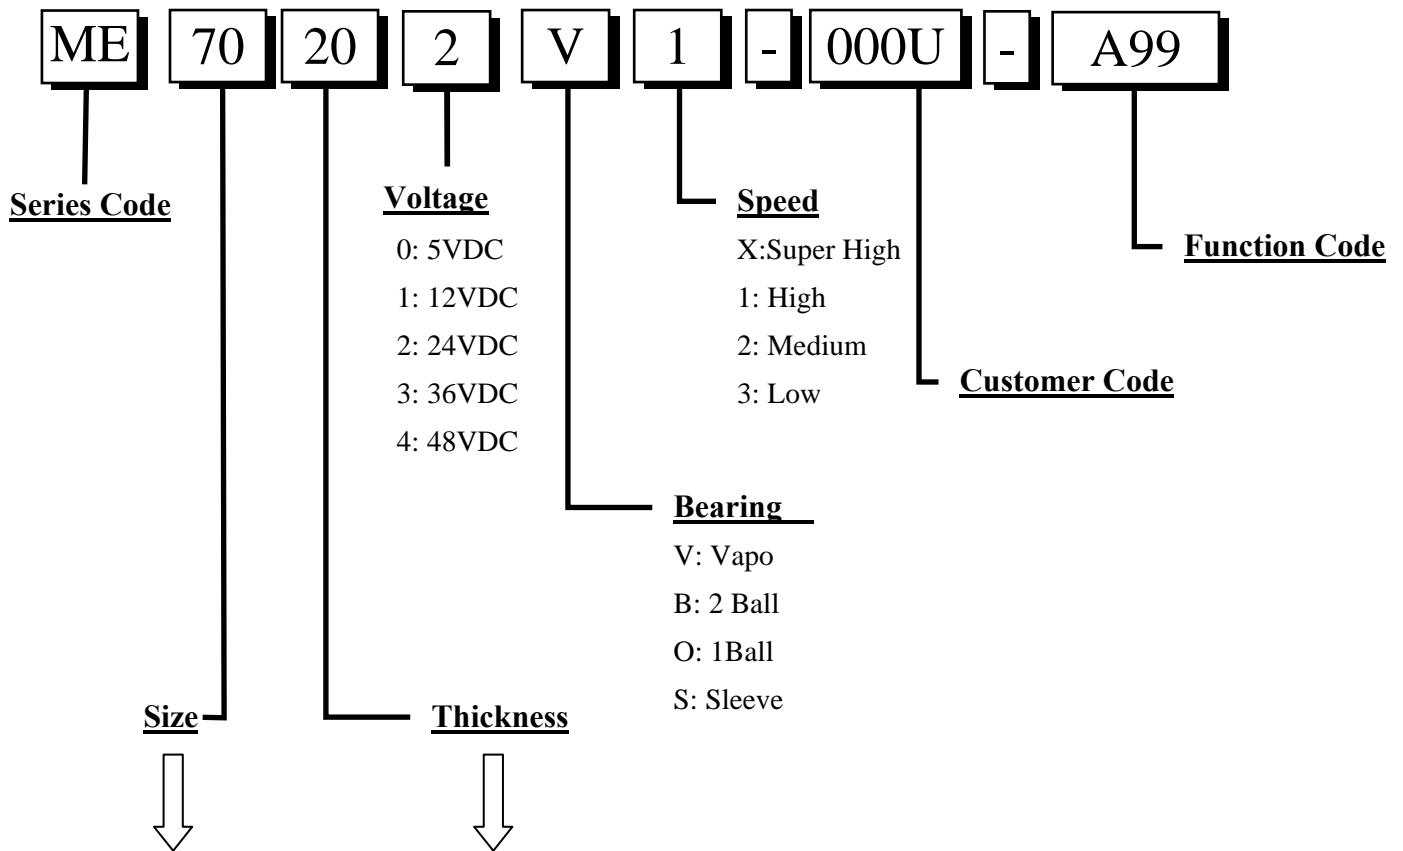 ME 70 20 2 V 1 - 000U - A99
Series Code
Voltage
0: 5VDC
1: 12VDC
2: 24VDC
3: 36VDC
4: 48VDC
Speed
X:Super High
1: High
2: Medium
3: Low
Function Code
Customer Code
Bearing
V: Vapo
B: 2 Ball
O: 1Ball
S: Sleeve
Size
Thickness